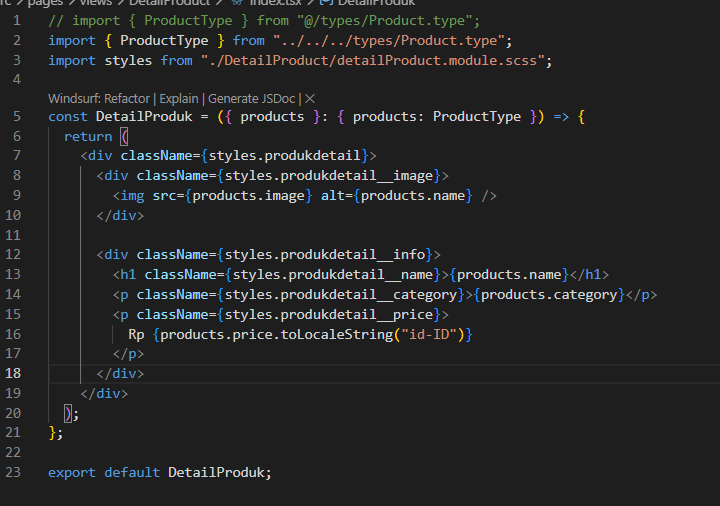 rc > pages > views > DetailProduct > index.tsx > DetailProduk
1 // import { ProductType } from "@/types/Product.type";
2 import { ProductType } from "../../../types/Product.type";
3 import styles from "./DetailProduct/detailProduct.module.scss";
4
Windsurf: Refactor | Explain | Generate JSDoc | ×
5 const DetailProduk = ({ products }: { products: ProductType }) => {
6 return (
7 <div className={styles.produkdetail}>
8 <div className={styles.produkdetail__image}>
9 <img src={products.image} alt={products.name} />
10 </div>
11
12 <div className={styles.produkdetail__info}>
13 <h1 className={styles.produkdetail__name}>{products.name}</h1>
14 <p className={styles.produkdetail__category}>{products.category}</p>
15 <p className={styles.produkdetail__price}>
16 Rp {products.price.toLocaleString("id-ID")}
17 </p>
18 </div>
19 </div>
20 );
21 };
22
23 export default DetailProduk;